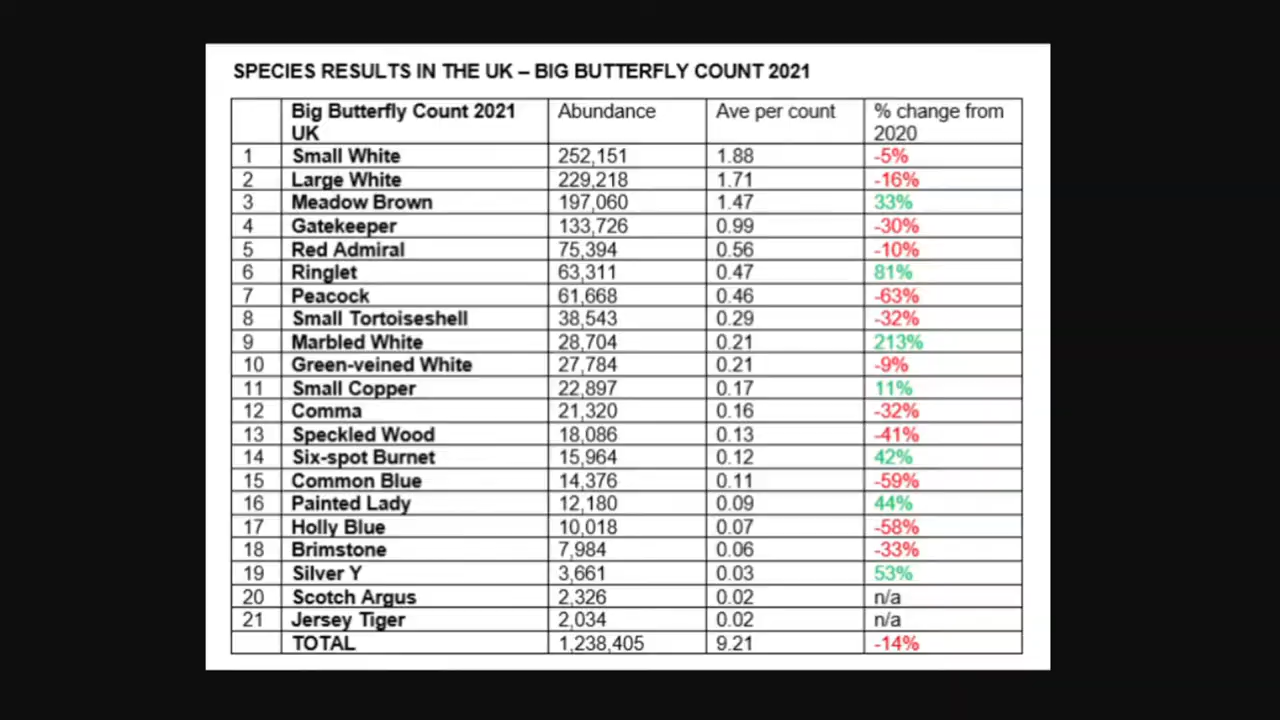 SPECIES RESULTS IN THE UK – BIG BUTTERFLY COUNT 2021
Big Butterfly Count 2021 UK Abundance Ave per count % change from 2020
1 Small White 252,151 1.88 -5%
2 Large White 229,218 1.71 -16%
3 Meadow Brown 197,060 1.47 33%
4 Gatekeeper 133,726 0.99 -30%
5 Red Admiral 75,394 0.56 -10%
6 Ringlet 63,311 0.47 81%
7 Peacock 61,668 0.46 -63%
8 Small Tortoiseshell 38,543 0.29 -32%
9 Marbled White 28,704 0.21 213%
10 Green-veined White 27,784 0.21 -9%
11 Small Copper 22,897 0.17 11%
12 Comma 21,320 0.16 -32%
13 Speckled Wood 18,086 0.13 -41%
14 Six-spot Burnet 15,964 0.12 42%
15 Common Blue 14,376 0.11 -59%
16 Painted Lady 12,180 0.09 44%
17 Holly Blue 10,018 0.07 -58%
18 Brimstone 7,984 0.06 -33%
19 Silver Y 3,661 0.03 53%
20 Scotch Argus 2,326 0.02 n/a
21 Jersey Tiger 2,034 0.02 n/a
TOTAL 1,238,405 9.21 -14%